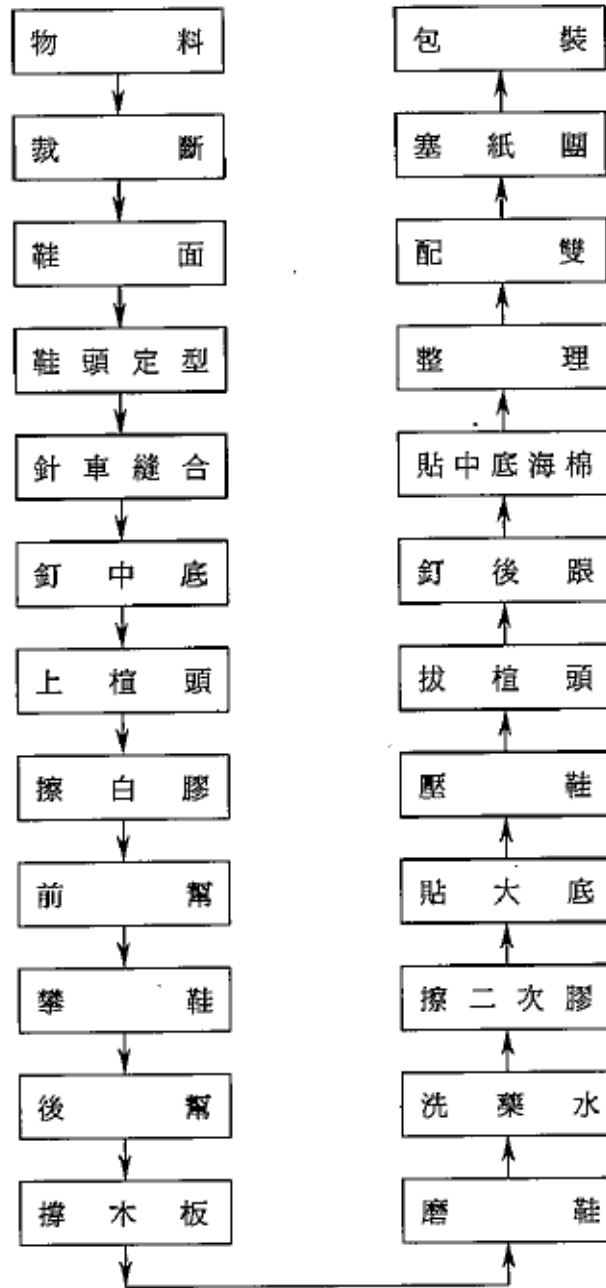 物料
裁斷
鞋面
鞋頭定型
針車縫合
釘中底
上楦頭
擦白膠
前幫
攀鞋
後幫
撐木板
磨鞋
洗藥水
擦二次膠
貼大底
壓鞋
拔楦頭
釘後跟
貼中底海棉
整理
配雙
塞紙團
包裝